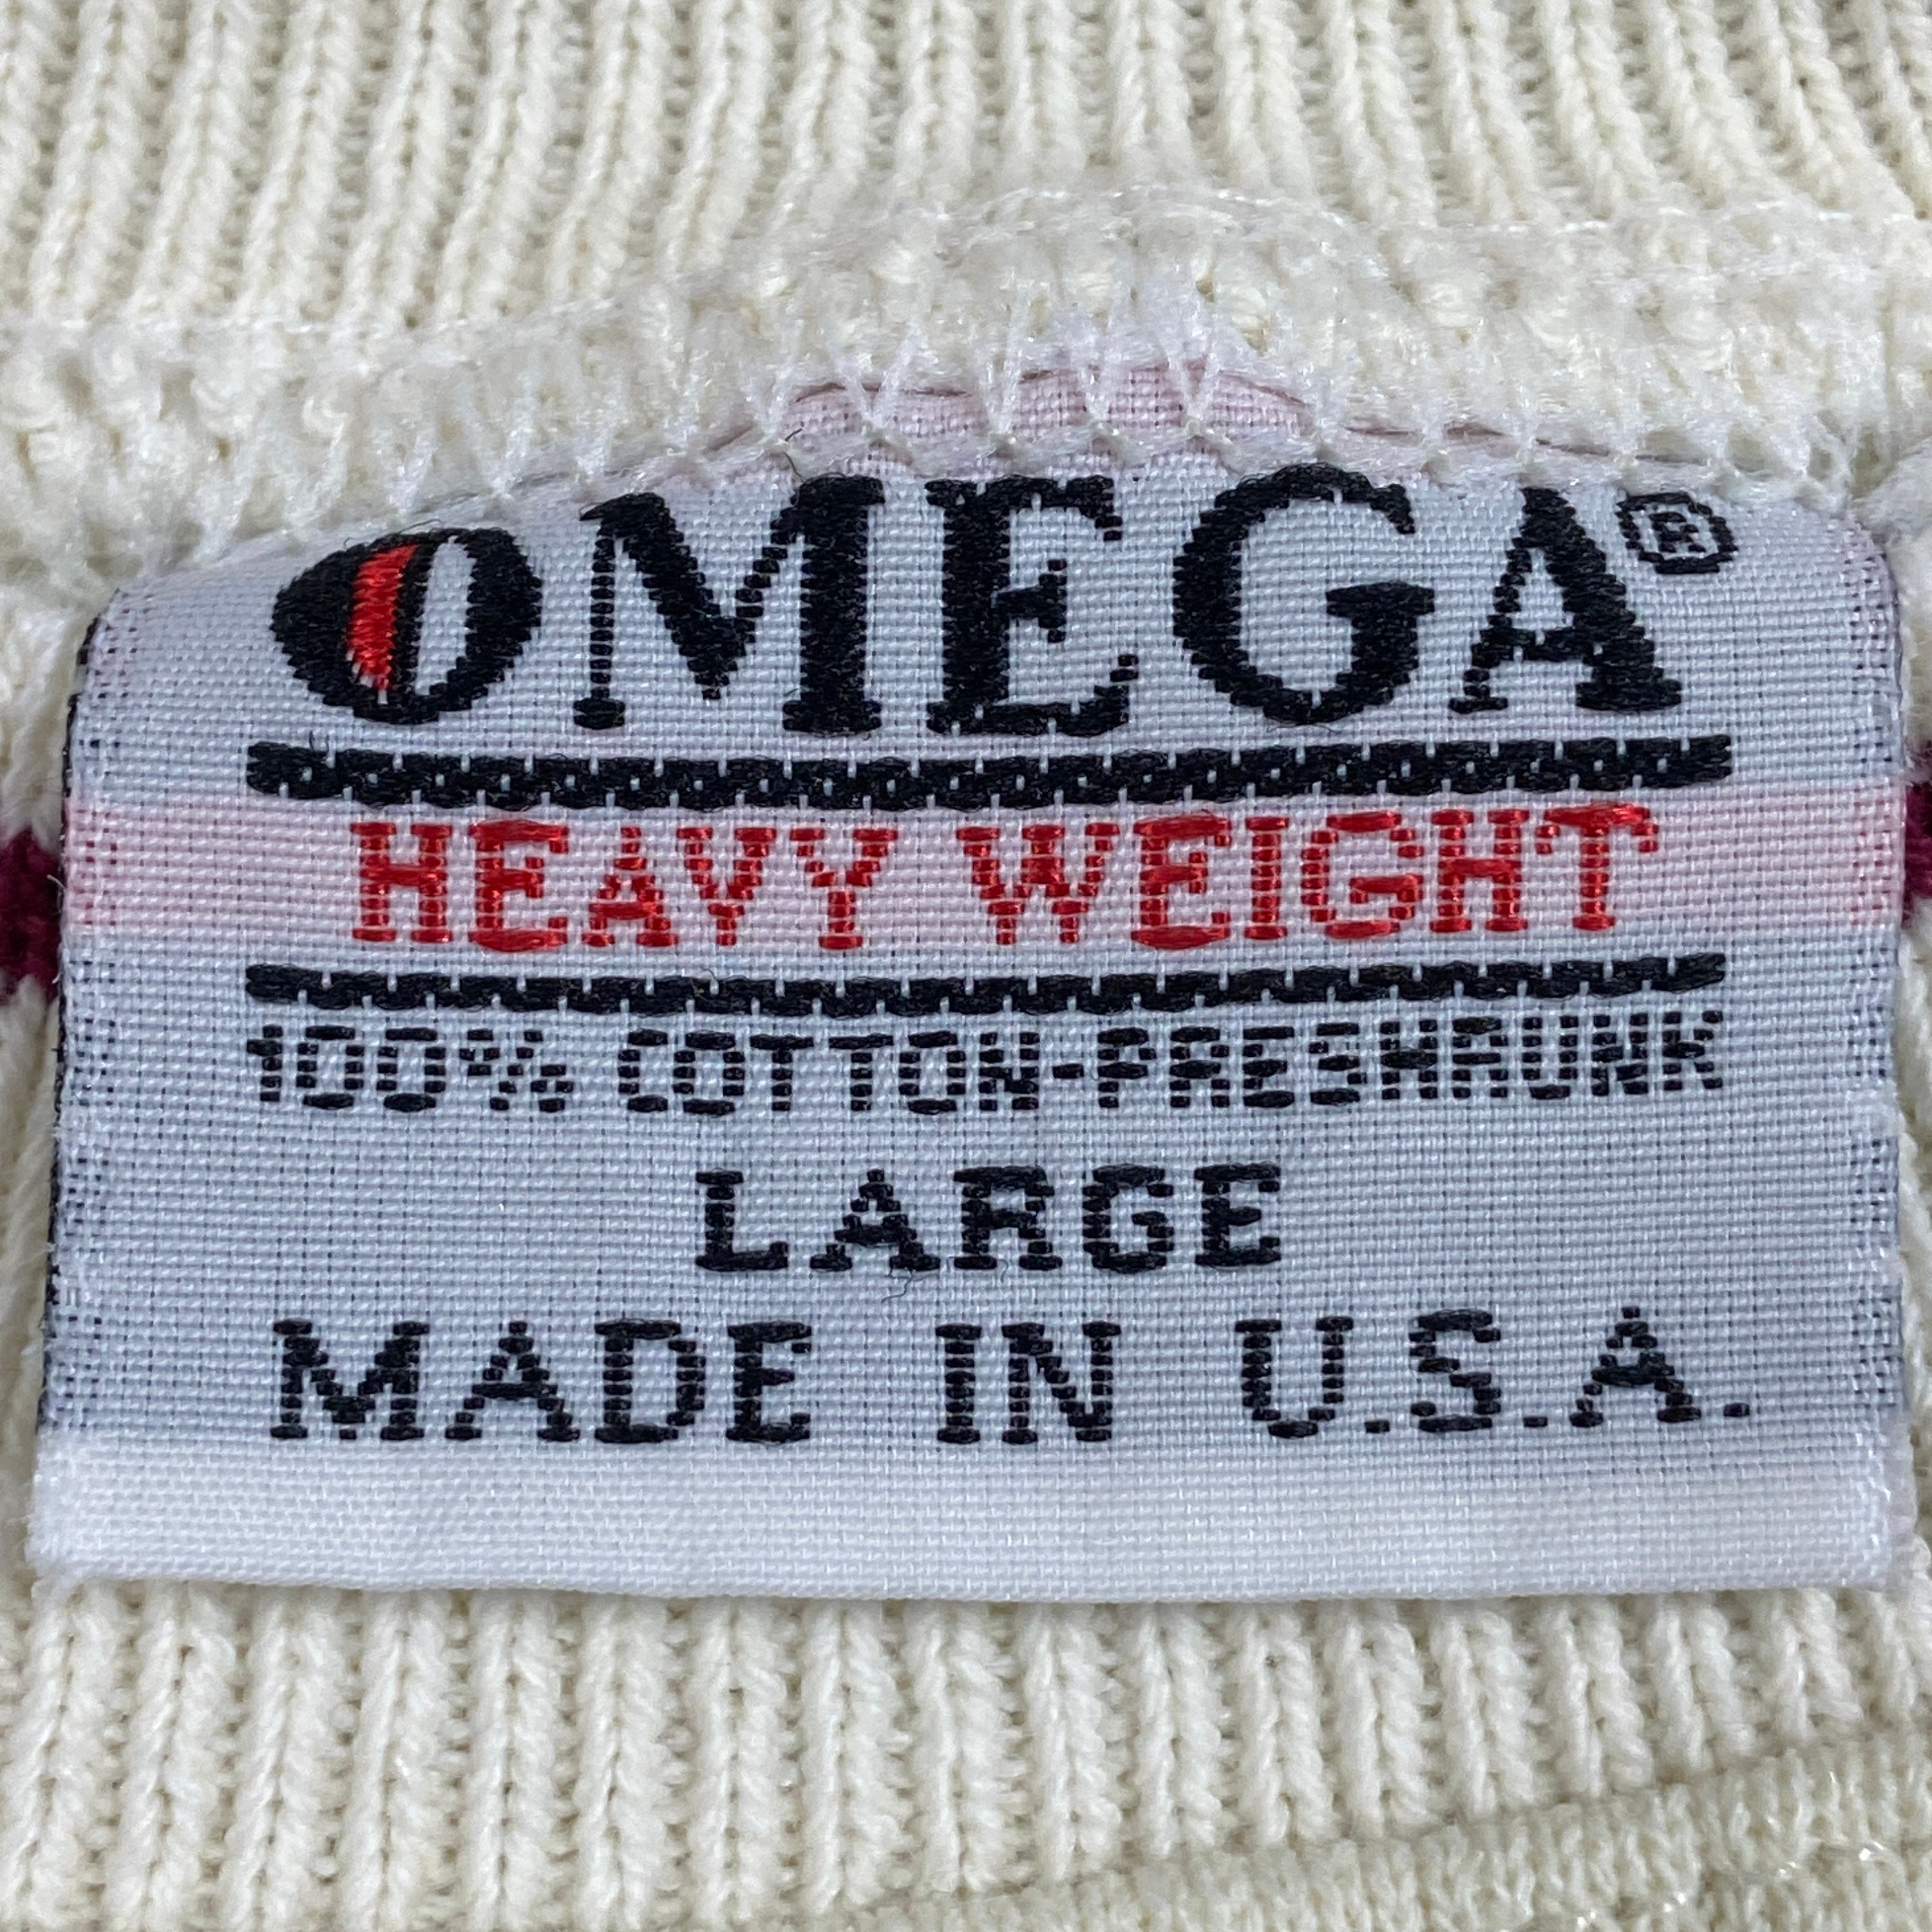 OMEGA®
HEAVY WEIGHT
100% COTTON-PRESHRUNK
LARGE
MADE IN U.S.A.